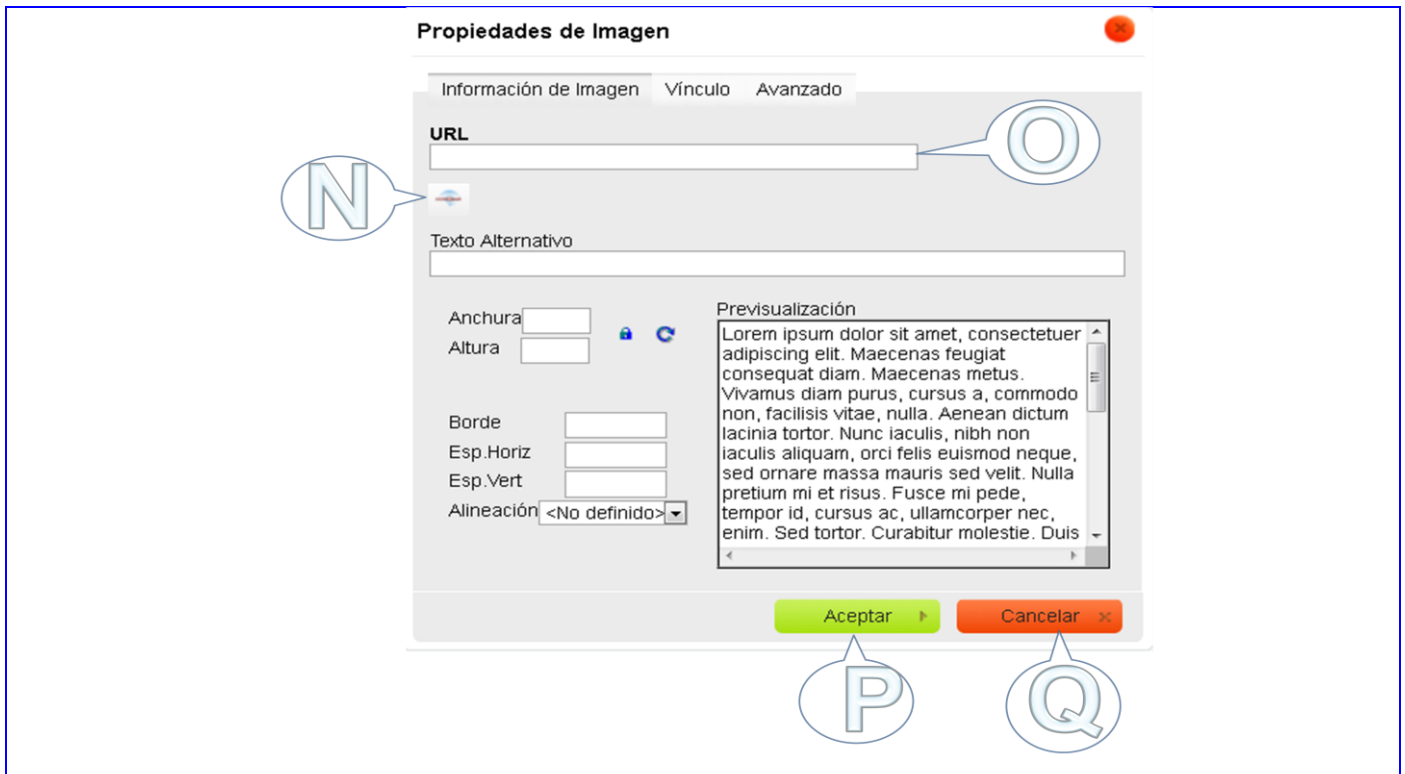 Propiedades de Imagen
Información de Imagen Vínculo Avanzado
URL
O
N
Texto Alternativo
Anchura
Altura
Previsualización
Lorem ipsum dolor sit amet, consectetuer
adipiscing elit. Maecenas feugiat
consequat diam. Maecenas metus.
Vivamus diam purus, cursus a, commodo
non, facilisis vitae, nulla. Aenean dictum
lacinia tortor. Nunc iaculis, nibh non
iaculis aliquam, orci felis euismod neque,
sed ornare massa mauris sed velit. Nulla
pretium mi et risus. Fusce mi pede,
tempor id, cursus ac, ullamcorper nec,
enim. Sed tortor. Curabitur molestie. Duis
Borde
Esp.Horiz
Esp.Vert
Alineación <No definido>
Aceptar
Cancelar
P
Q